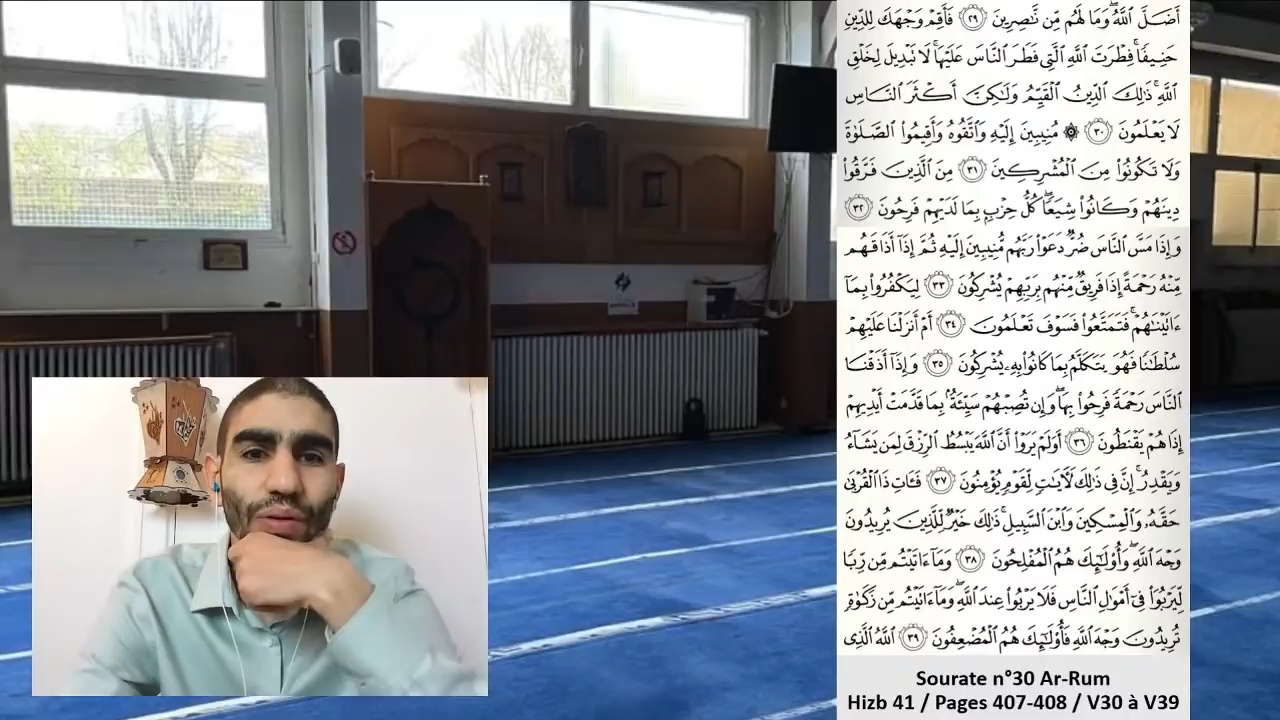 أَضَلَّ ٱللَّهُ ۖ وَمَا لَهُم مِّن نَّـٰصِرِينَ ٢٩ فَأَقِمْ وَجْهَكَ لِلدِّينِ
حَنِيفًا ۚ فِطْرَتَ ٱللَّهِ ٱلَّتِى فَطَرَ ٱلنَّاسَ عَلَيْهَا ۚ لَا تَبْدِيلَ لِخَلْقِ
ٱللَّهِ ۚ ذَٰلِكَ ٱلدِّينُ ٱلْقَيِّمُ وَلَـٰكِنَّ أَكْثَرَ ٱلنَّاسِ
لَا يَعْلَمُونَ ٣٠ ۞ مُنِيبِينَ إِلَيْهِ وَٱتَّقُوهُ وَأَقِيمُوا۟ ٱلصَّلَوٰةَ
وَلَا تَكُونُوا۟ مِنَ ٱلْمُشْرِكِينَ ٣١ مِنَ ٱلَّذِينَ فَرَّقُوا۟
دِينَهُمْ وَكَانُوا۟ شِيَعًا ۖ كُلُّ حِزْبٍۭ بِمَا لَدَيْهِمْ فَرِحُونَ ٣٢
وَإِذَا مَسَّ ٱلنَّاسَ ضُرٌّ دَعَوْا۟ رَبَّهُم مُّنِيبِينَ إِلَيْهِ ثُمَّ إِذَآ أَذَاقَهُم
مِّنْهُ رَحْمَةً إِذَا فَرِيقٌ مِّنْهُم بِرَبِّهِمْ يُشْرِكُونَ ٣٣ لِيَكْفُرُوا۟ بِمَآ
ءَاتَيْنَـٰهُمْ ۚ فَتَمَتَّعُوا۟ فَسَوْفَ تَعْلَمُونَ ٣٤ أَمْ أَنزَلْنَا عَلَيْهِمْ
سُلْطَـٰنًا فَهُوَ يَتَكَلَّمُ بِمَا كَانُوا۟ بِهِۦ يُشْرِكُونَ ٣٥ وَإِذَآ أَذَقْنَا
ٱلنَّاسَ رَحْمَةً فَرِحُوا۟ بِهَا ۖ وَإِن تُصِبْهُمْ سَيِّئَةٌۢ بِمَا قَدَّمَتْ أَيْدِيهِمْ
إِذَا هُمْ يَقْنَطُونَ ٣٦ أَوَلَمْ يَرَوْا۟ أَنَّ ٱللَّهَ يَبْسُطُ ٱلرِّزْقَ لِمَن يَشَآءُ
وَيَقْدِرُ ۚ إِنَّ فِى ذَٰلِكَ لَـَٔايَـٰتٍ لِّقَوْمٍ يُؤْمِنُونَ ٣٧ فَـَٔاتِ ذَا ٱلْقُرْبَىٰ
حَقَّهُۥ وَٱلْمِسْكِينَ وَٱبْنَ ٱلسَّبِيلِ ۚ ذَٰلِكَ خَيْرٌ لِّلَّذِينَ يُرِيدُونَ
وَجْهَ ٱللَّهِ ۖ وَأُو۟لَـٰٓئِكَ هُمُ ٱلْمُفْلِحُونَ ٣٨ وَمَآ ءَاتَيْتُم مِّن رِّبًا
لِّيَرْبُوَا۟ فِىٓ أَمْوَٰلِ ٱلنَّاسِ فَلَا يَرْبُوا۟ عِندَ ٱللَّهِ ۖ وَمَآ ءَاتَيْتُم مِّن زَكَوٰةٍ
تُرِيدُونَ وَجْهَ ٱللَّهِ فَأُو۟لَـٰٓئِكَ هُمُ ٱلْمُضْعِفُونَ ٣٩ ٱللَّهُ ٱلَّذِى
Sourate n°30 Ar-Rum
Hizb 41 / Pages 407-408 / V30 à V39